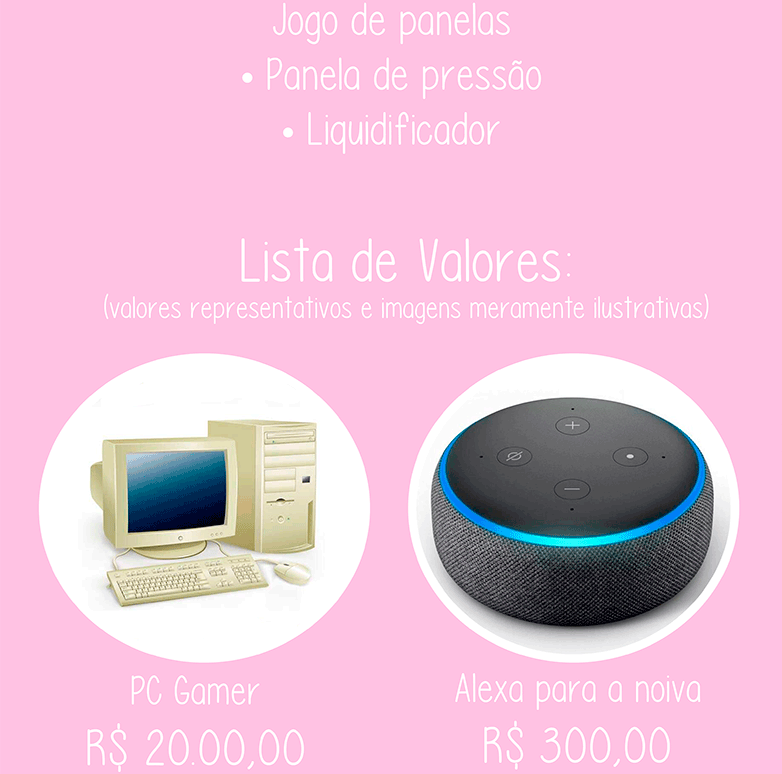 Jogo de panelas
• Panela de pressão
• Liquidificador
Lista de Valores:
(valores representativos e imagens meramente ilustrativas)
PC Gamer
R$ 20.00,00
Alexa para a noiva
R$ 300,00